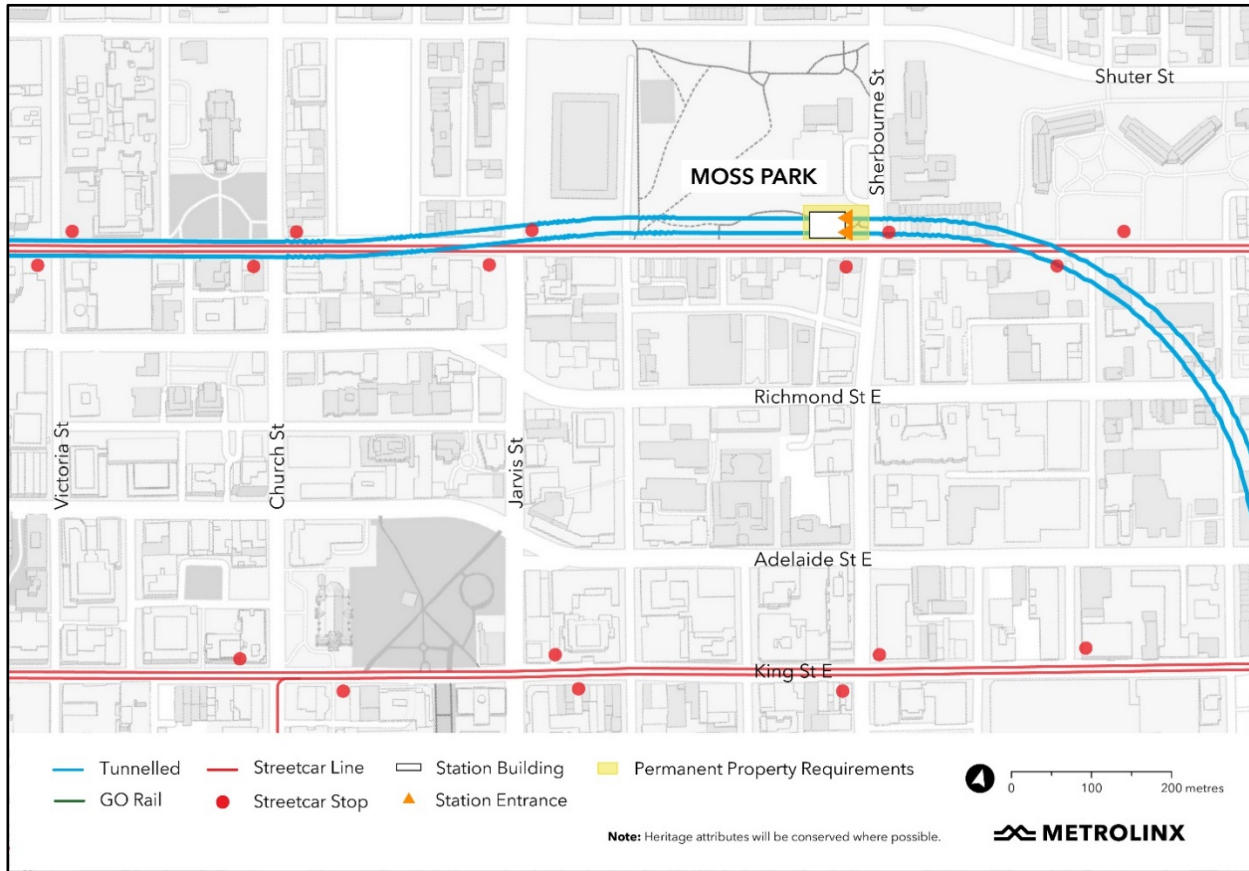 Shuter St
Sherbourne St
MOSS PARK
Richmond St E
Victoria St
Church St
Jarvis St
Adelaide St E
King St E
Tunnelled
Streetcar Line
Station Building
Permanent Property Requirements
GO Rail
Streetcar Stop
Station Entrance
0 100 200 metres
Note: Heritage attributes will be conserved where possible.
METROLINX